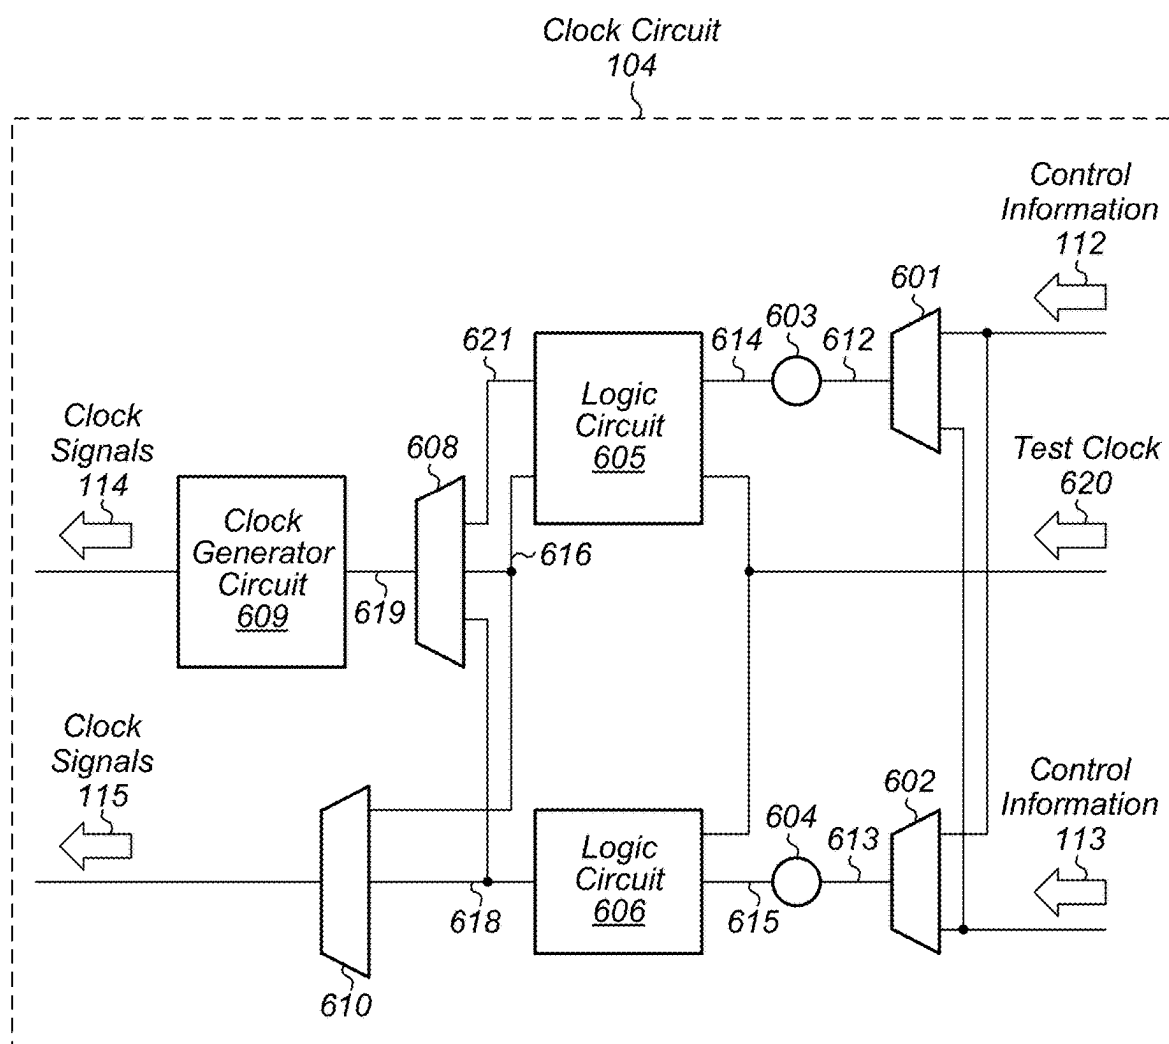 Clock Circuit
104
Control
Information
112
601
603
621
614
612
Logic
Circuit
605
Clock
Signals
114
608
Test Clock
620
Clock
Generator
Circuit
609
616
619
Clock
Signals
115
602
Control
Information
113
604
Logic
Circuit
606
613
618
615
610